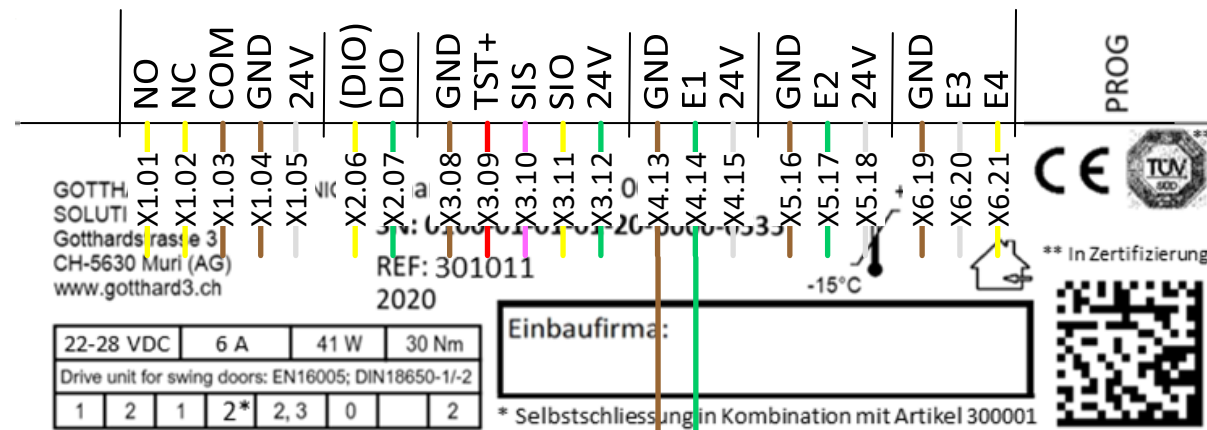 NO NC COM GND 24V (DIO) DIO GND TST+ SIS SIO 24V GND E1 24V GND E2 24V GND E3 E4 PROG
X1.01 X1.02 X1.03 X1.04 X1.05 X2.06 X2.07 X3.08 X3.09 X3.10 X3.11 X3.12 X4.13 X4.14 X4.15 X5.16 X5.17 X5.18 X6.19 X6.20 X6.21
CE TÜV SÜD **
Gotthardstrasse 3
CH-5630 Muri (AG)
www.gotthard3.ch
SN:
REF: 301011
2020
-15°C
** In Zertifizierung
22-28 VDC 6 A 41 W 30 Nm
Drive unit for swing doors: EN16005; DIN18650-1/-2
1 2 1 2* 2, 3 0 2
Einbaufirma:
* Selbstschliessung in Kombination mit Artikel 300001